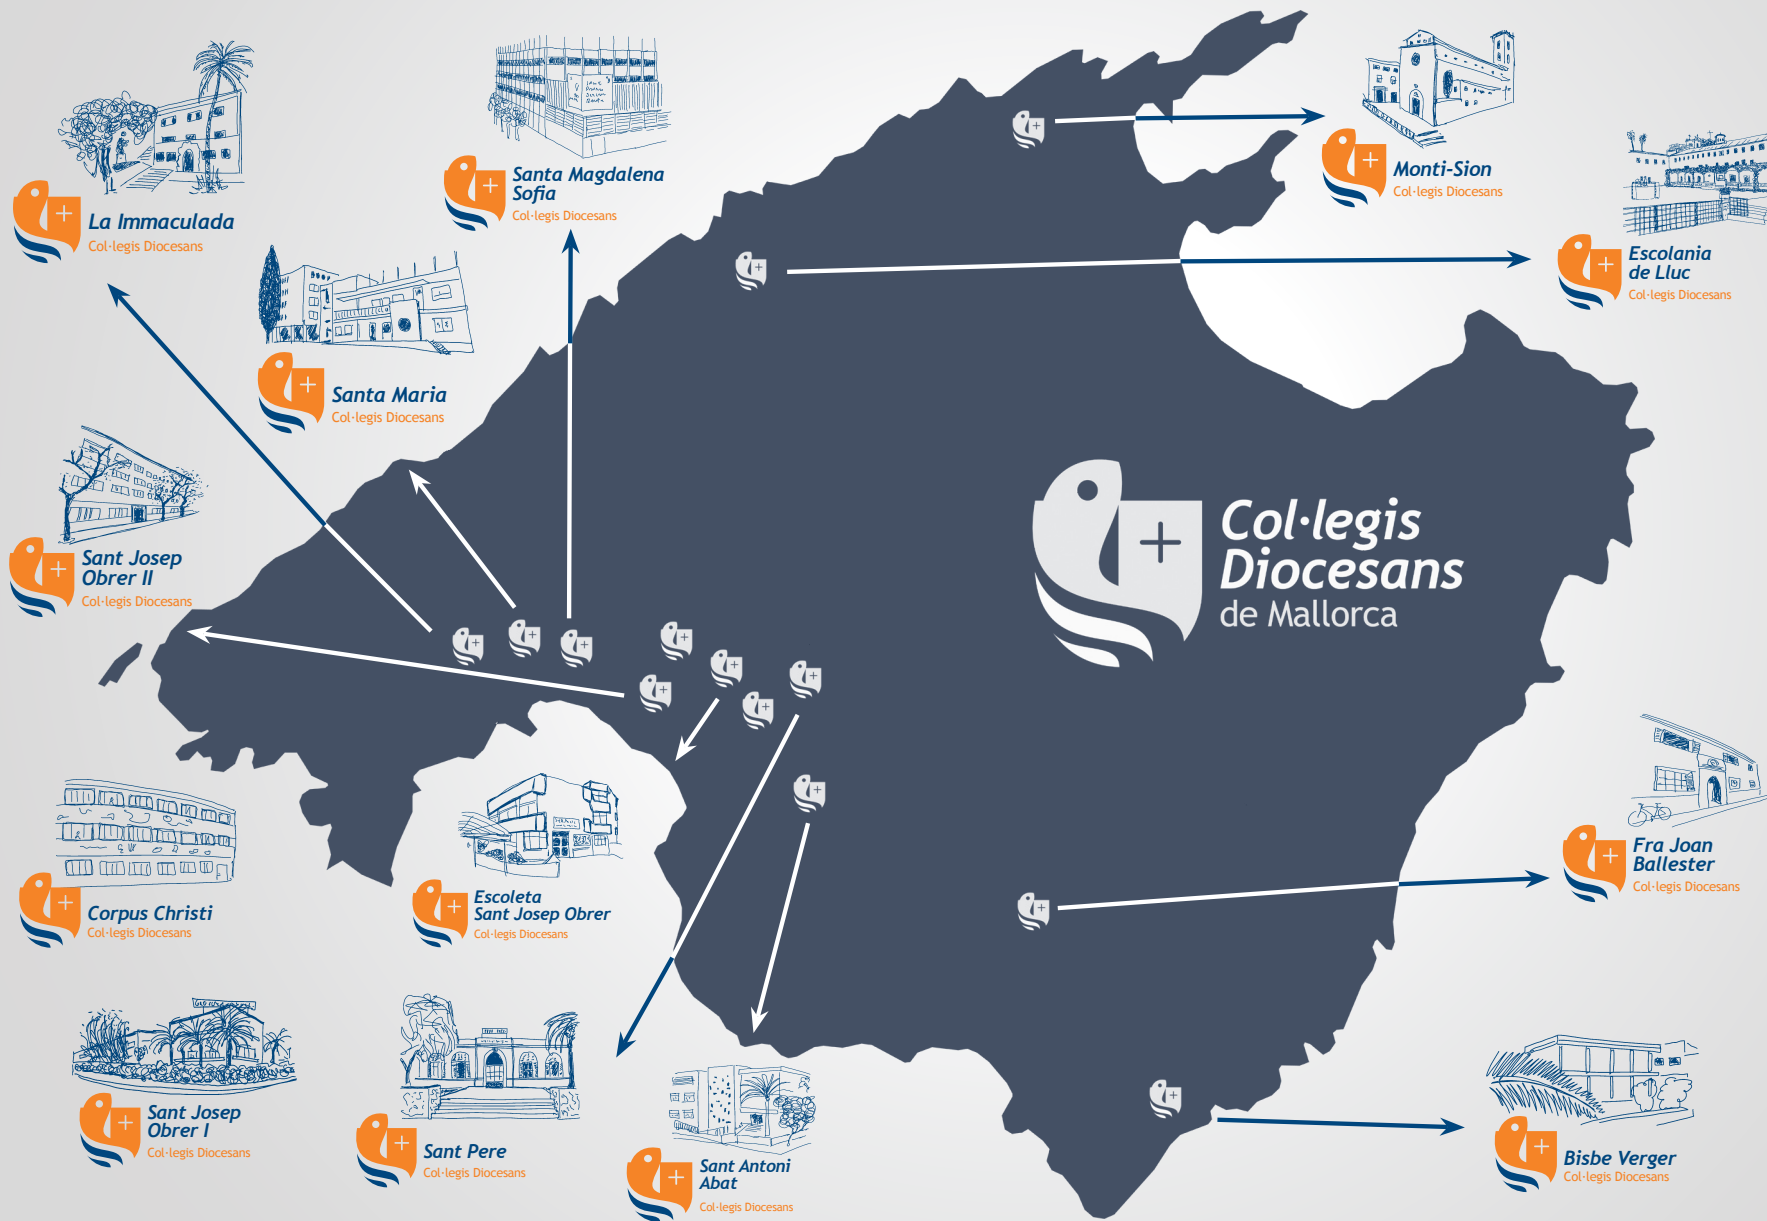 Santa Magdalena
Sofia
Col·legis Diocesans
Monti-Sion
Col·legis Diocesans
La Immaculada
Col·legis Diocesans
Escolania
de Lluc
Col·legis Diocesans
Santa Maria
Col·legis Diocesans
Sant Josep
Obrer II
Col·legis Diocesans
Col·legis
Diocesans
de Mallorca
Fra Joan
Ballester
Col·legis Diocesans
Corpus Christi
Col·legis Diocesans
Escoleta
Sant Josep Obrer
Col·legis Diocesans
Sant Josep
Obrer I
Col·legis Diocesans
Sant Pere
Col·legis Diocesans
Sant Antoni
Abat
Col·legis Diocesans
Bisbe Verger
Col·legis Diocesans